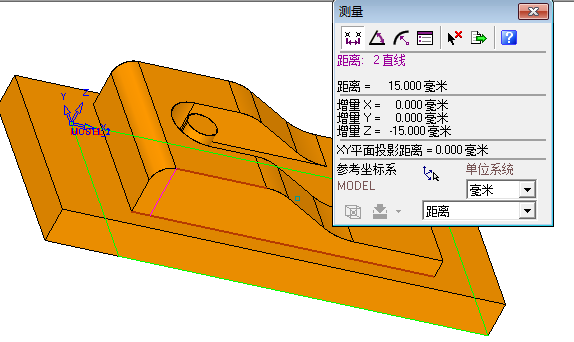 测量
距离: 2 直线
距离 = 15.000 毫米
增量 X = 0.000 毫米
增量 Y = 0.000 毫米
增量 Z = -15.000 毫米
XY平面投影距离 = 0.000 毫米
参考坐标系 单位系统
MODEL
毫米
距离
Y
Z